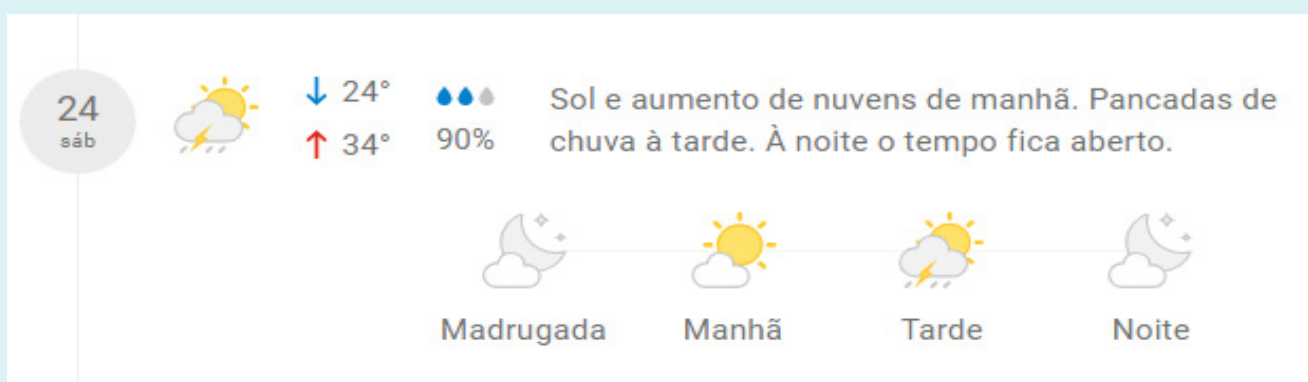 24
sáb
↓ 24°
↑ 34°
90%
Sol e aumento de nuvens de manhã. Pancadas de
chuva à tarde. À noite o tempo fica aberto.
Madrugada Manhã Tarde Noite